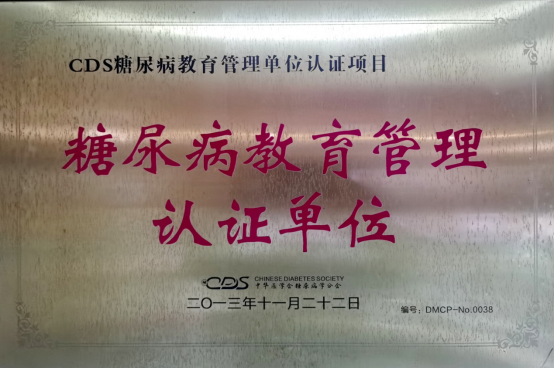 CDS糖尿病教育管理单位认证项目
糖尿病教育管理
认证单位
CDS CHINESE DIABETES SOCIETY
中华医学会糖尿病学分会
二〇一三年十一月二十二日
编号：DMCP-No:0038